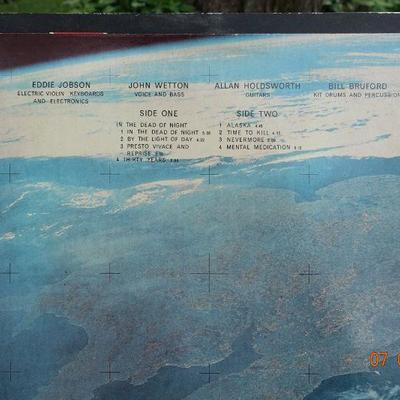 EDDIE JOBSON
ELECTRIC VIOLIN KEYBOARDS
AND ELECTRONICS
JOHN WETTON
VOICE AND BASS
ALLAN HOLDSWORTH
GUITARS
BILL BRUFORD
KIT DRUMS AND PERCUSSION
SIDE ONE
IN THE DEAD OF NIGHT
1 IN THE DEAD OF NIGHT
2 BY THE LIGHT OF DAY
3 PRESTO VIVACE AND
REPRISE
4 THIRTY YEARS
SIDE TWO
1 ALASKA
2 TIME TO KILL
3 NEVERMORE
4 MENTAL MEDICATION
07